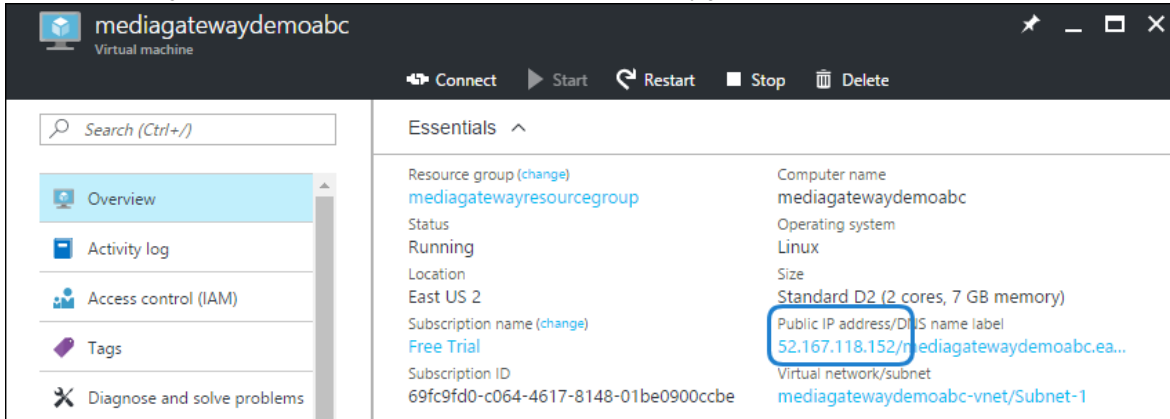 mediagatewaydemoabc
Virtual machine
Connect Start Restart Stop Delete
Search (Ctrl+/)
Overview
Activity log
Access control (IAM)
Tags
Diagnose and solve problems
Essentials
Resource group (change)
mediagatewayresourcegroup
Status
Running
Location
East US 2
Subscription name (change)
Free Trial
Subscription ID
69fc9fd0-c064-4617-8148-01be0900ccbe
Computer name
mediagatewaydemoabc
Operating system
Linux
Size
Standard D2 (2 cores, 7 GB memory)
Public IP address/DNS name label
52.167.118.152/mediagatewaydemoabc.ea...
Virtual network/subnet
mediagatewaydemoabc-vnet/Subnet-1